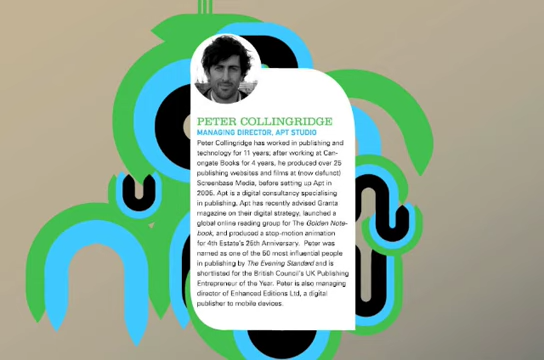 PETER COLLINGRIDGE
MANAGING DIRECTOR, APT STUDIO
Peter Collingridge has worked in publishing and
technology for 11 years; after working at Can-
ongate Books for 4 years, he produced over 25
publishing websites and films at (now defunct)
Screenbase Media, before setting up Apt in
2005. Apt is a digital consultancy specialising
in publishing. Apt has recently advised Granta
magazine on their digital strategy, launched a
global online reading group for The Golden Note-
book, and produced a stop-motion animation
for 4th Estate's 25th Anniversary. Peter was
named as one of the 50 most influential people
in publishing by The Evening Standard and is
shortlisted for the British Council's UK Publishing
Entrepreneur of the Year. Peter is also managing
director of Enhanced Editions Ltd, a digital
publisher to mobile devices.